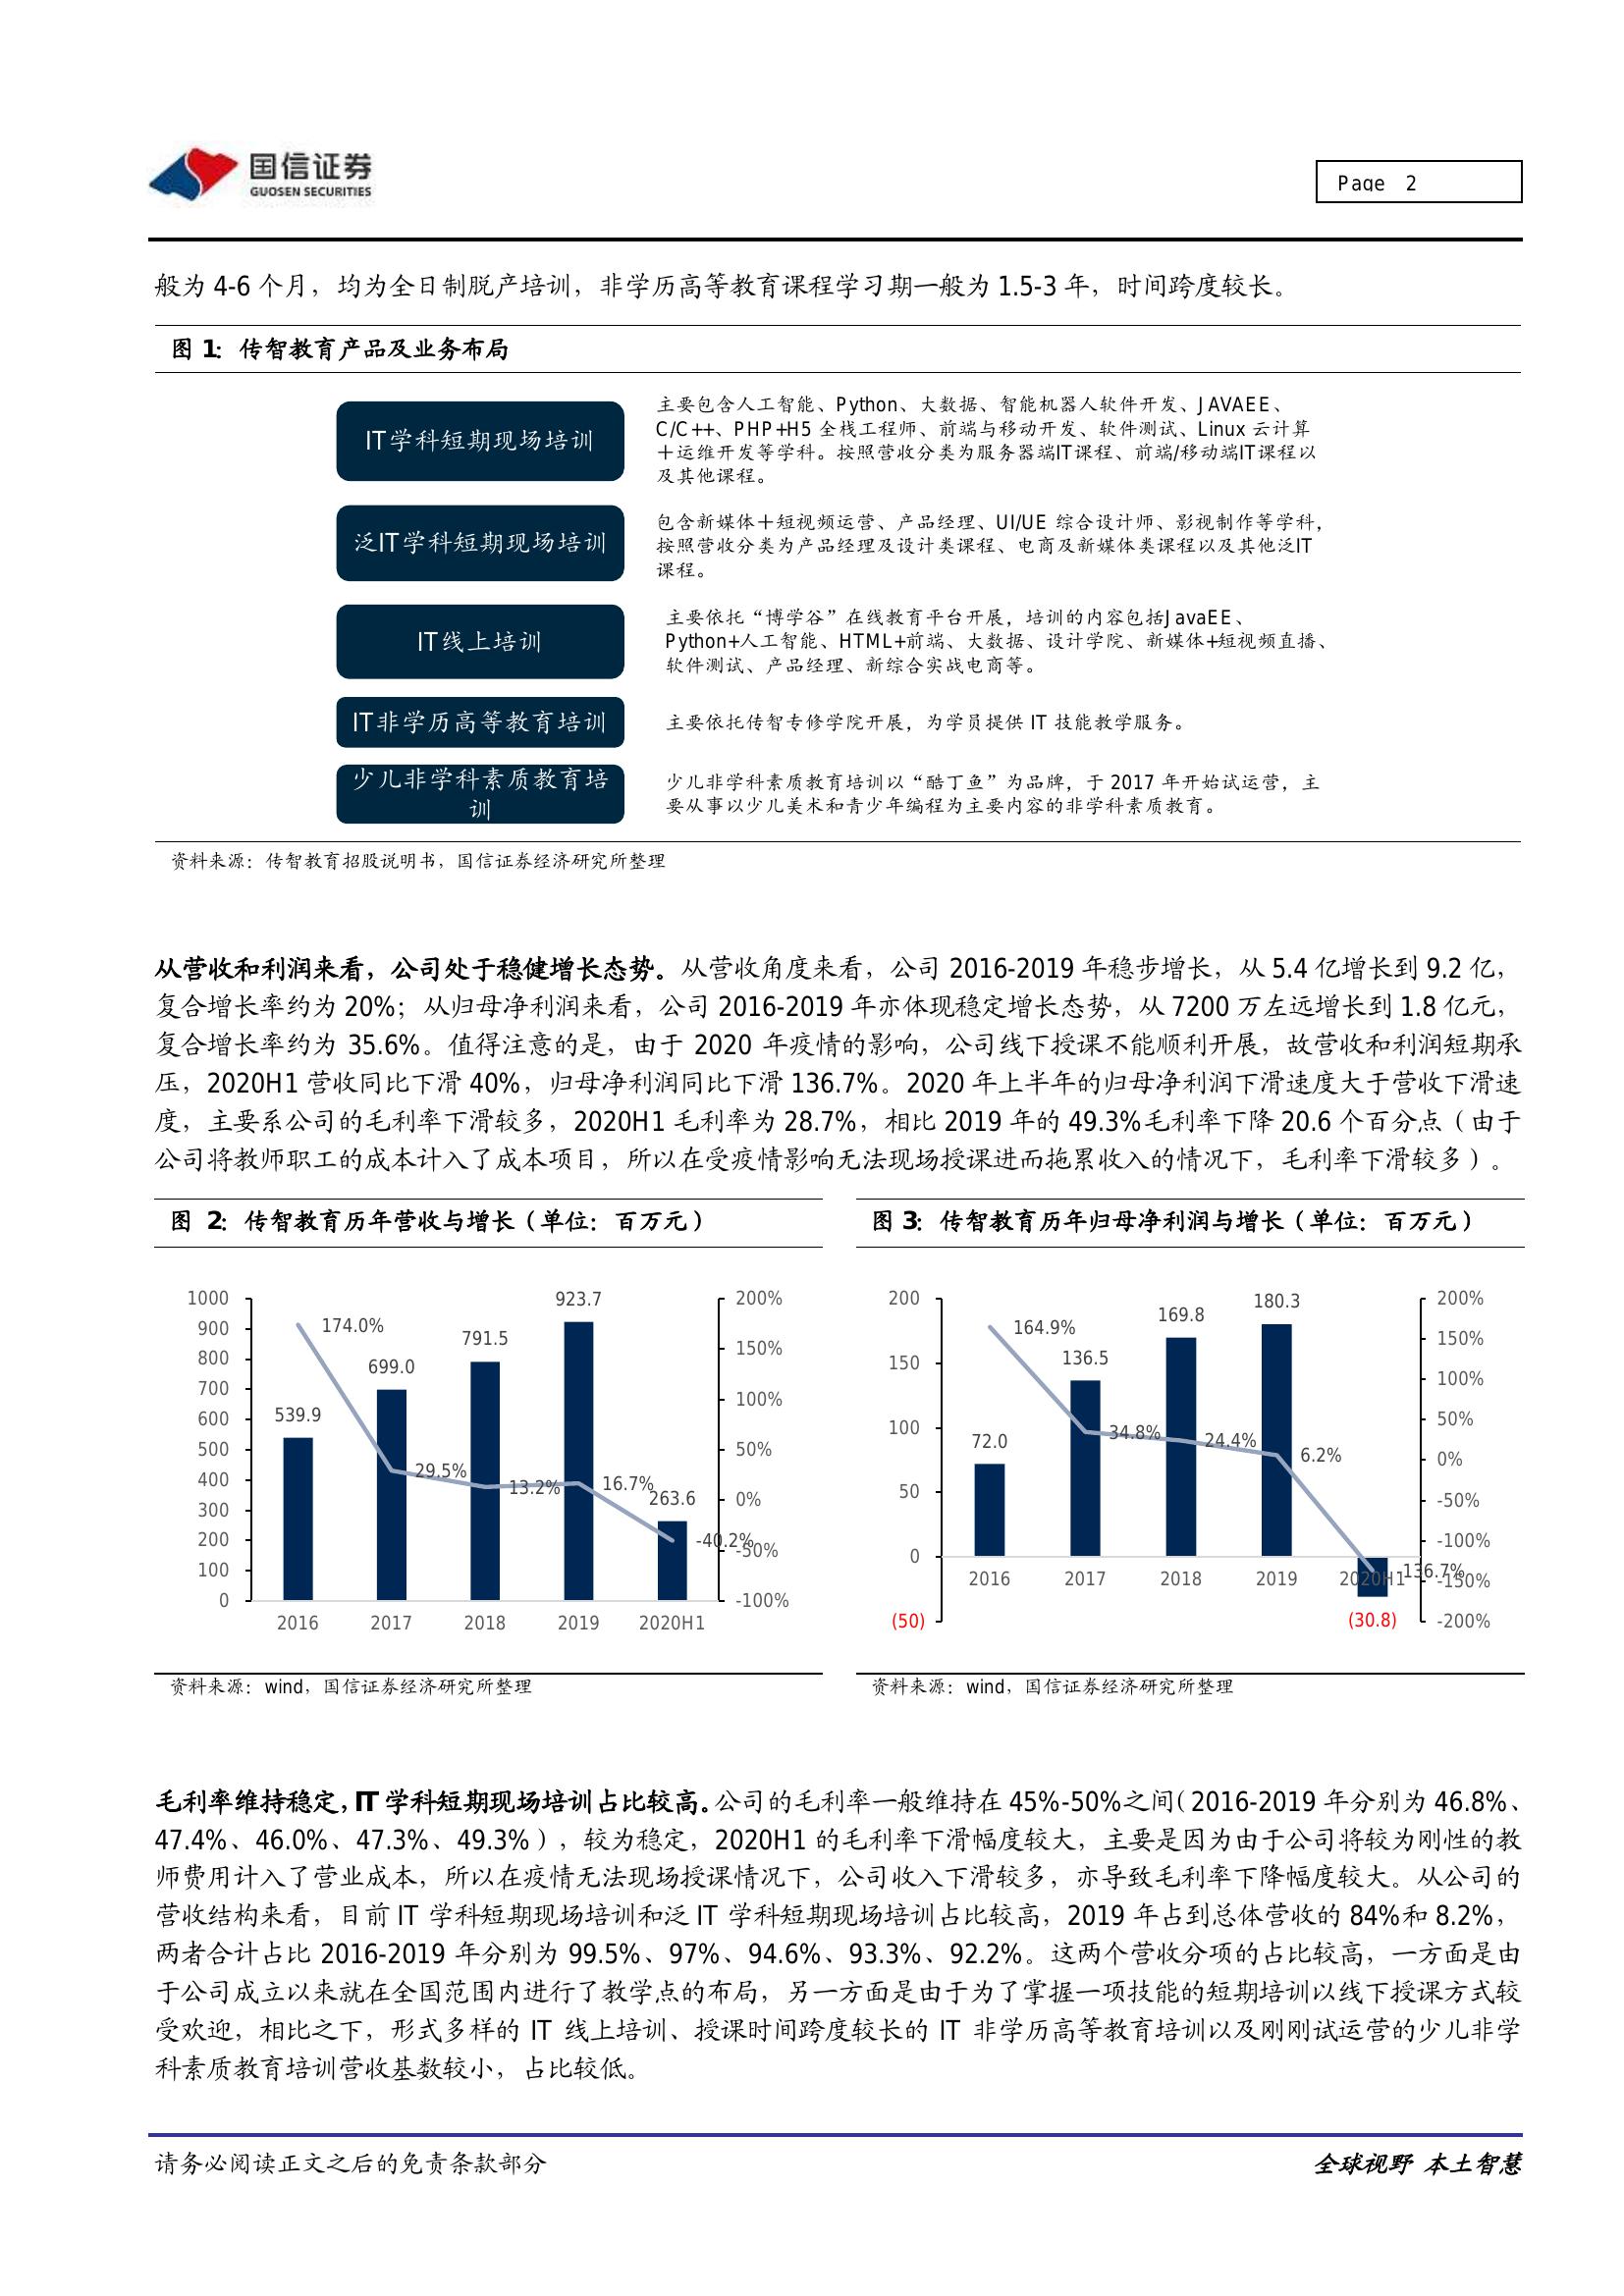 国信证券
GUOSEN SECURITIES
Page 2
般为 4-6 个月，均为全日制脱产培训，非学历高等教育课程学习期一般为 1.5-3 年，时间跨度较长。
图 1：传智教育产品及业务布局
IT学科短期现场培训
主要包含人工智能、Python、大数据、智能机器人软件开发、JAVAEE、
C/C++、PHP+H5 全栈工程师、前端与移动开发、软件测试、Linux 云计算
＋运维开发等学科。按照营收分类为服务器端IT课程、前端/移动端IT课程以
及其他课程。
泛IT学科短期现场培训
包含新媒体＋短视频运营、产品经理、UI/UE 综合设计师、影视制作等学科，
按照营收分类为产品经理及设计类课程、电商及新媒体类课程以及其他泛IT
课程。
IT线上培训
主要依托“博学谷”在线教育平台开展，培训的内容包括JavaEE、
Python+人工智能、HTML+前端、大数据、设计学院、新媒体+短视频直播、
软件测试、产品经理、新综合实战电商等。
IT非学历高等教育培训
主要依托传智专修学院开展，为学员提供 IT 技能教学服务。
少儿非学科素质教育培
训
少儿非学科素质教育培训以“酷丁鱼”为品牌，于 2017 年开始试运营，主
要从事以少儿美术和青少年编程为主要内容的非学科素质教育。
资料来源：传智教育招股说明书，国信证券经济研究所整理
从营收和利润来看，公司处于稳健增长态势。从营收角度来看，公司 2016-2019 年稳步增长，从 5.4 亿增长到 9.2 亿，
复合增长率约为 20%；从归母净利润来看，公司 2016-2019 年亦体现稳定增长态势，从 7200 万左远增长到 1.8 亿元，
复合增长率约为 35.6%。值得注意的是，由于 2020 年疫情的影响，公司线下授课不能顺利开展，故营收和利润短期承
压，2020H1 营收同比下滑 40%，归母净利润同比下滑 136.7%。2020 年上半年的归母净利润下滑速度大于营收下滑速
度，主要系公司的毛利率下滑较多，2020H1 毛利率为 28.7%，相比 2019 年的 49.3%毛利率下降 20.6 个百分点（由于
公司将教师职工的成本计入了成本项目，所以在受疫情影响无法现场授课进而拖累收入的情况下，毛利率下滑较多）。
图 2：传智教育历年营收与增长（单位：百万元）
1000
900
800
700
600
500
400
300
200
100
0
539.9
699.0
791.5
923.7
263.6
174.0%
29.5%
13.2%
16.7%
-40.2%
200%
150%
100%
50%
0%
-50%
-100%
2016
2017
2018
2019
2020H1
资料来源：wind，国信证券经济研究所整理
图 3：传智教育历年归母净利润与增长（单位：百万元）
200
150
100
50
0
(50)
72.0
136.5
169.8
180.3
(30.8)
164.9%
34.8%
24.4%
6.2%
-136.7%
200%
150%
100%
50%
0%
-50%
-100%
-150%
-200%
2016
2017
2018
2019
2020H1
资料来源：wind，国信证券经济研究所整理
毛利率维持稳定，IT 学科短期现场培训占比较高。公司的毛利率一般维持在 45%-50%之间（2016-2019 年分别为 46.8%、
47.4%、46.0%、47.3%、49.3%），较为稳定，2020H1 的毛利率下滑幅度较大，主要是因为由于公司将较为刚性的教
师费用计入了营业成本，所以在疫情无法现场授课情况下，公司收入下滑较多，亦导致毛利率下降幅度较大。从公司的
营收结构来看，目前 IT 学科短期现场培训和泛 IT 学科短期现场培训占比较高，2019 年占到总体营收的 84%和 8.2%，
两者合计占比 2016-2019 年分别为 99.5%、97%、94.6%、93.3%、92.2%。这两个营收分项的占比较高，一方面是由
于公司成立以来就在全国范围内进行了教学点的布局，另一方面是由于为了掌握一项技能的短期培训以线下授课方式较
受欢迎，相比之下，形式多样的 IT 线上培训、授课时间跨度较长的 IT 非学历高等教育培训以及刚刚试运营的少儿非学
科素质教育培训营收基数较小，占比较低。
请务必阅读正文之后的免责条款部分
全球视野 本土智慧